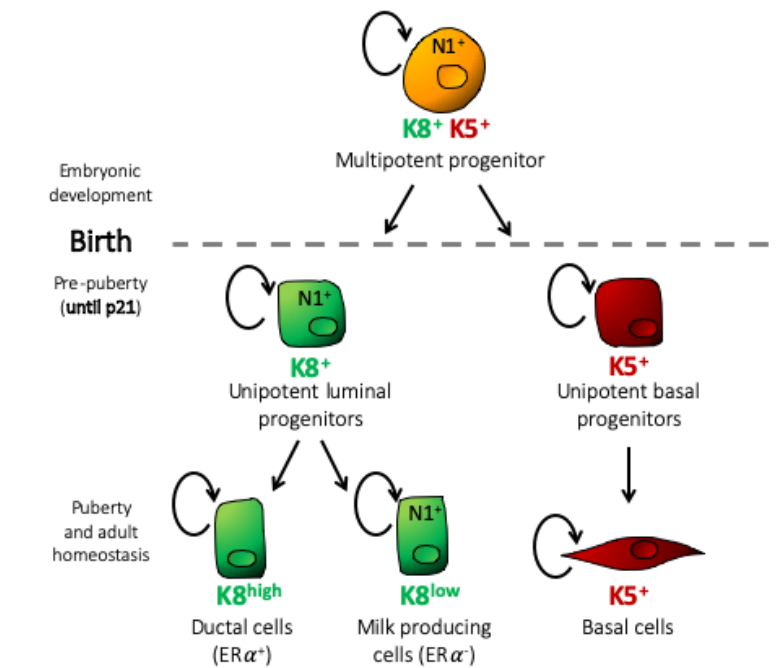 N1⁺
K8⁺ K5⁺
Multipotent progenitor
Embryonic
development
Birth
Pre-puberty
(until p21)
N1⁺
K8⁺
Unipotent luminal
progenitors
K5⁺
Unipotent basal
progenitors
Puberty
and adult
homeostasis
K8ʰⁱᵍʰ
Ductal cells
(ERα⁺)
N1⁺
K8ˡᵒʷ
Milk producing
cells (ERα⁻)
K5⁺
Basal cells